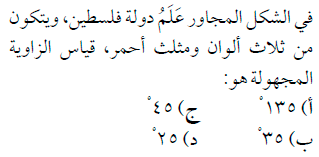 في الشكل المجاور عَلَمُ دولة فلسطين، ويتكون
من ثلاث ألوان ومثلث أحمر، قياس الزاوية
المجهولة هو:
أ) ١٣٥ ْ ج) ٤٥ ْ
ب) ٣٥ ْ د) ٢٥ ْ